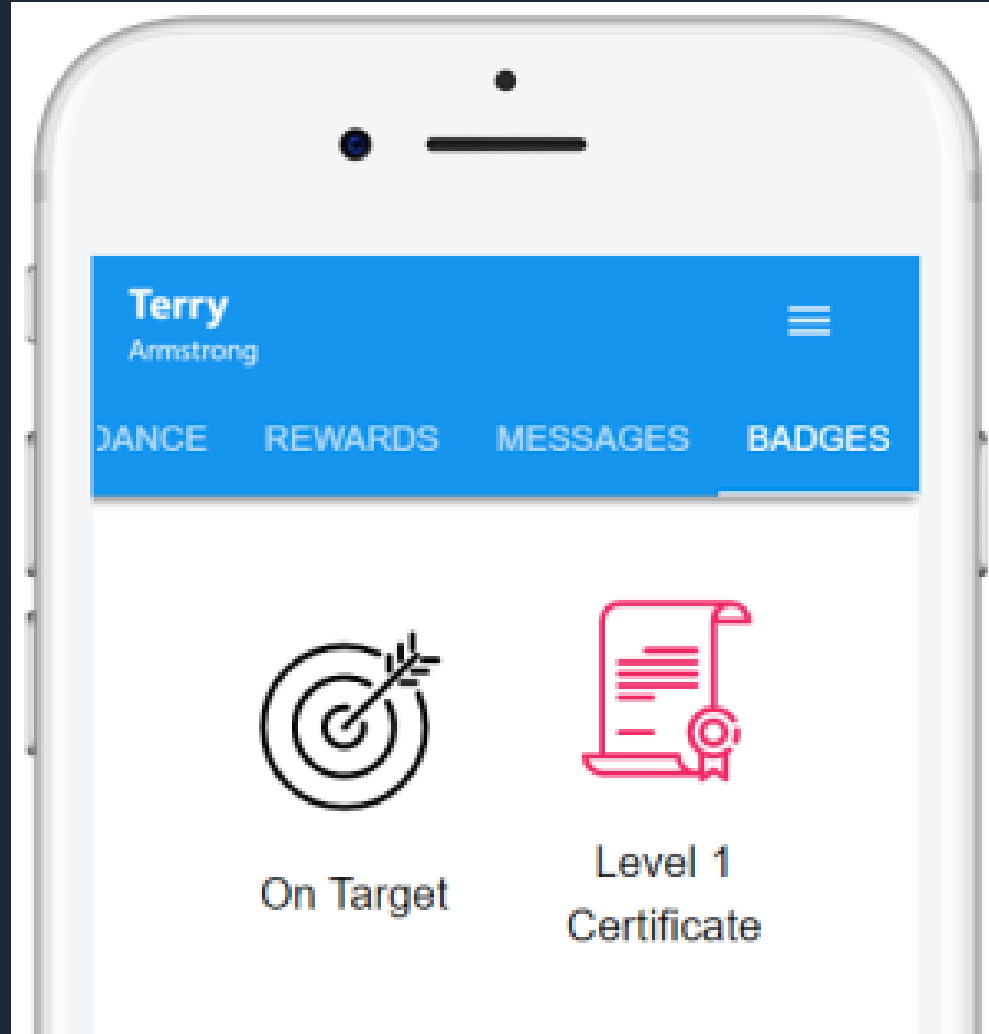 Terry
Armstrong
DANCE REWARDS MESSAGES BADGES
On Target
Level 1
Certificate